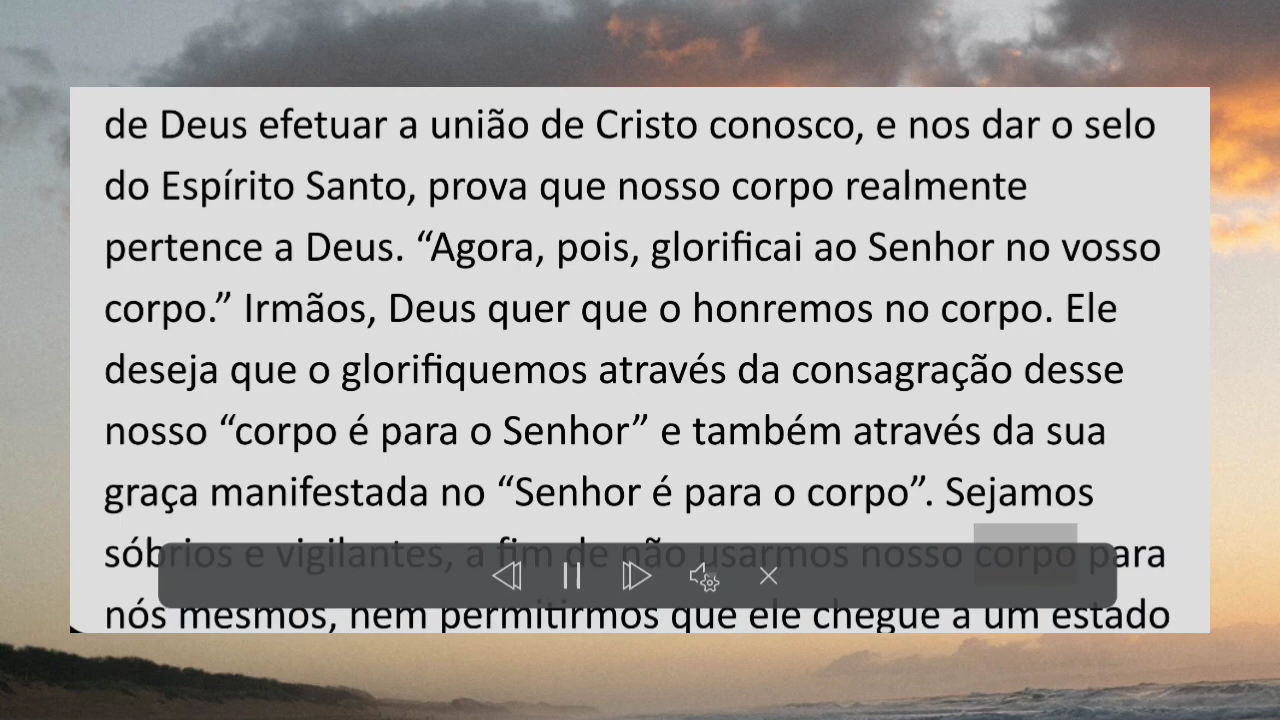 de Deus efetuar a união de Cristo conosco, e nos dar o selo
do Espírito Santo, prova que nosso corpo realmente
pertence a Deus. “Agora, pois, glorificai ao Senhor no vosso
corpo.” Irmãos, Deus quer que o honremos no corpo. Ele
deseja que o glorifiquemos através da consagração desse
nosso “corpo é para o Senhor” e também através da sua
graça manifestada no “Senhor é para o corpo”. Sejamos
sóbrios e vigilantes, a fim de não usarmos nosso corpo para
nós mesmos, nem permitirmos que ele chegue a um estado